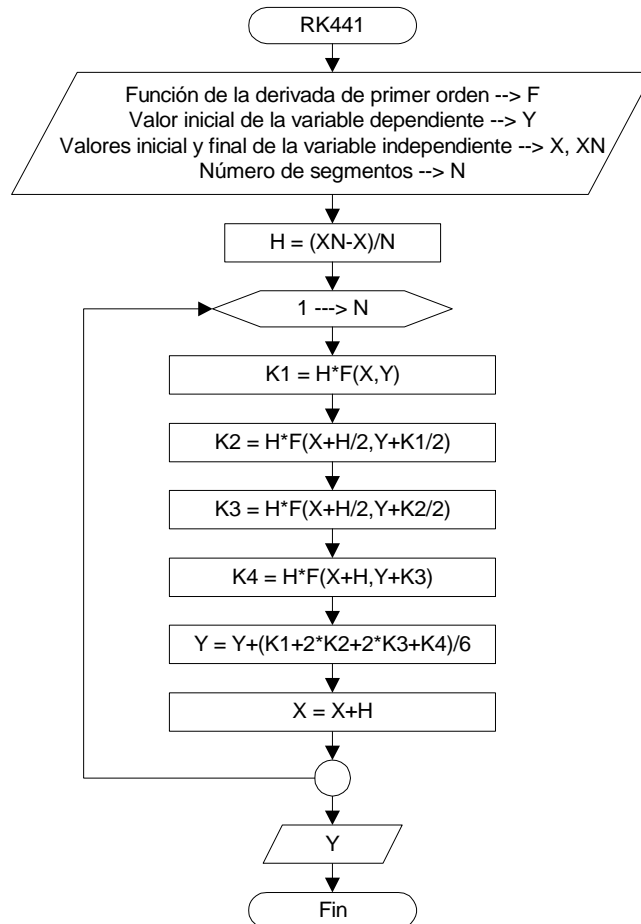 RK441
Función de la derivada de primer orden --> F
Valor inicial de la variable dependiente --> Y
Valores inicial y final de la variable independiente --> X, XN
Número de segmentos --> N
H = (XN-X)/N
1 ---> N
K1 = H*F(X,Y)
K2 = H*F(X+H/2,Y+K1/2)
K3 = H*F(X+H/2,Y+K2/2)
K4 = H*F(X+H,Y+K3)
Y = Y+(K1+2*K2+2*K3+K4)/6
X = X+H
Y
Fin